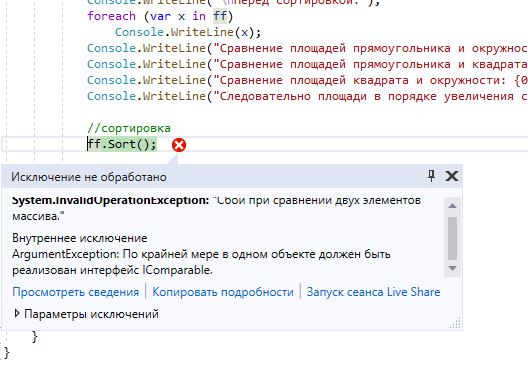 Console.WriteLine("\nПеред сортировкой:");
foreach (var x in ff)
Console.WriteLine(x);
Console.WriteLine("Сравнение площадей прямоугольника и окружнос
Console.WriteLine("Сравнение площадей прямоугольника и квадрата
Console.WriteLine("Сравнение площадей квадрата и окружности: {0
Console.WriteLine("Следовательно площади в порядке увеличения с
//сортировка
ff.Sort();
Исключение не обработано
System.InvalidOperationException: "Сбой при сравнении двух элементов
массива."
Внутреннее исключение
ArgumentException: По крайней мере в одном объекте должен быть
реализован интерфейс IComparable.
Просмотреть сведения | Копировать подробности | Запуск сеанса Live Share
Параметры исключений
}
}